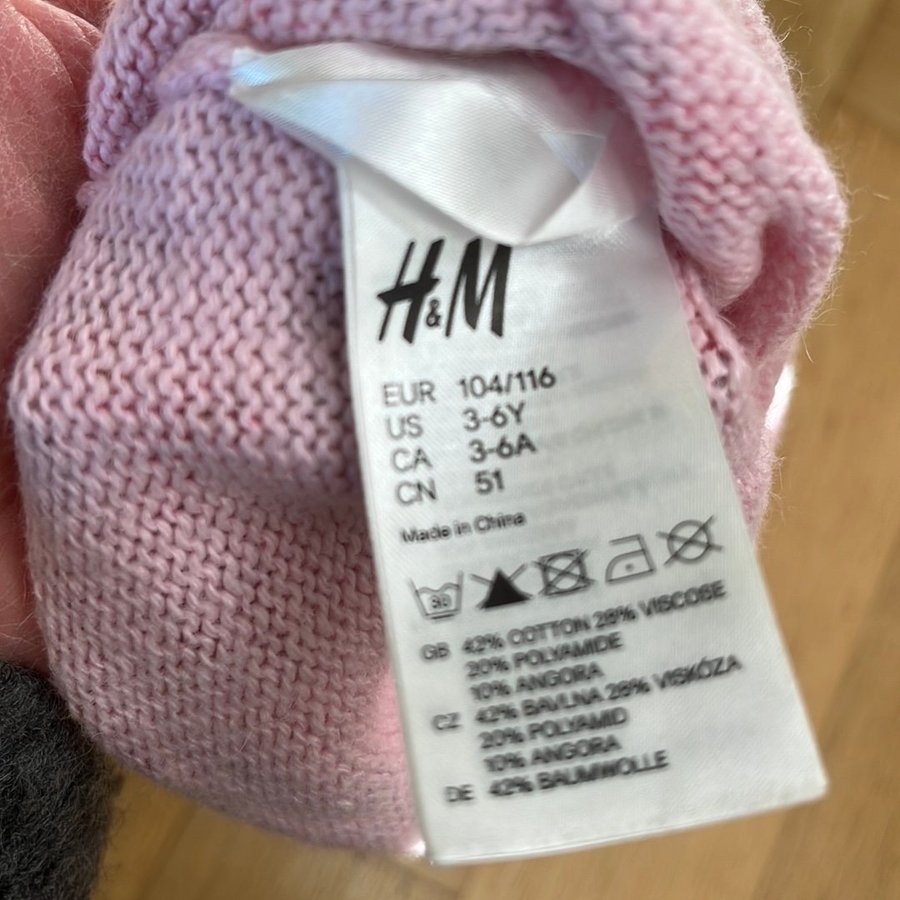 H&M
EUR 104/116
US 3-6Y
CA 3-6A
CN 51
Made in China
GB 42% COTTON 28% VISCOSE
20% POLYAMIDE
10% ANGORA
CZ 42% BAVLNA 28% VISKÓZA
20% POLYAMID
10% ANGORA
DE 42% BAUMWOLLE